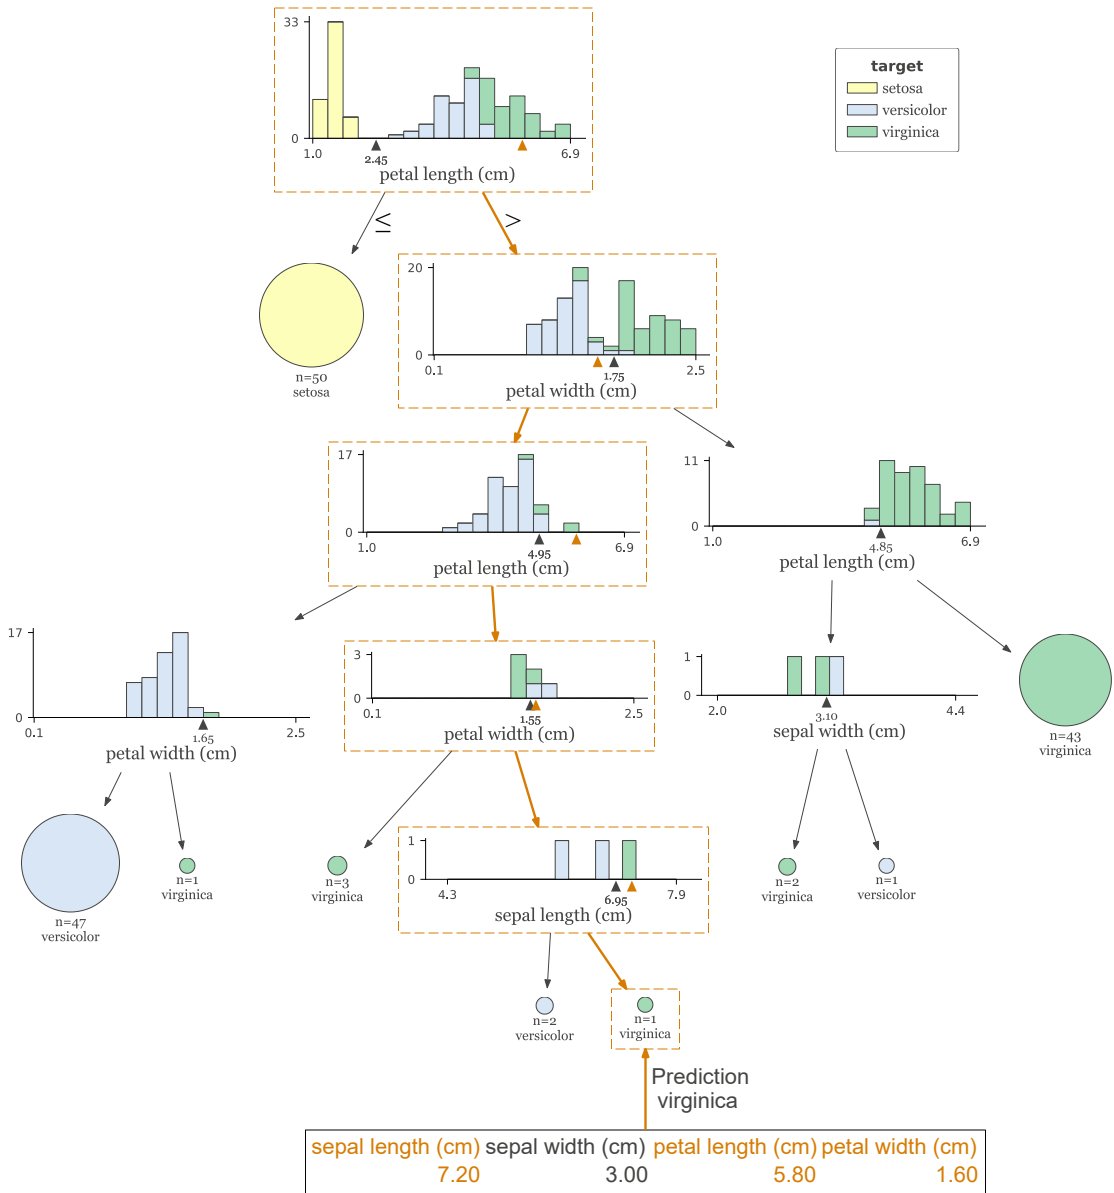 33
0
1.0
2.45
6.9
petal length (cm)
target
setosa
versicolor
virginica
≤
>
n=50
setosa
20
0
0.1
1.75
2.5
petal width (cm)
17
0
1.0
4.95
6.9
petal length (cm)
11
0
1.0
4.85
6.9
petal length (cm)
17
0
0.1
1.65
2.5
petal width (cm)
3
0
0.1
1.55
2.5
petal width (cm)
1
0
2.0
3.10
4.4
sepal width (cm)
n=43
virginica
n=47
versicolor
n=1
virginica
n=3
virginica
1
0
4.3
6.95
7.9
sepal length (cm)
n=2
virginica
n=1
versicolor
n=2
versicolor
n=1
virginica
Prediction
virginica
sepal length (cm) sepal width (cm) petal length (cm) petal width (cm)
7.20 3.00 5.80 1.60